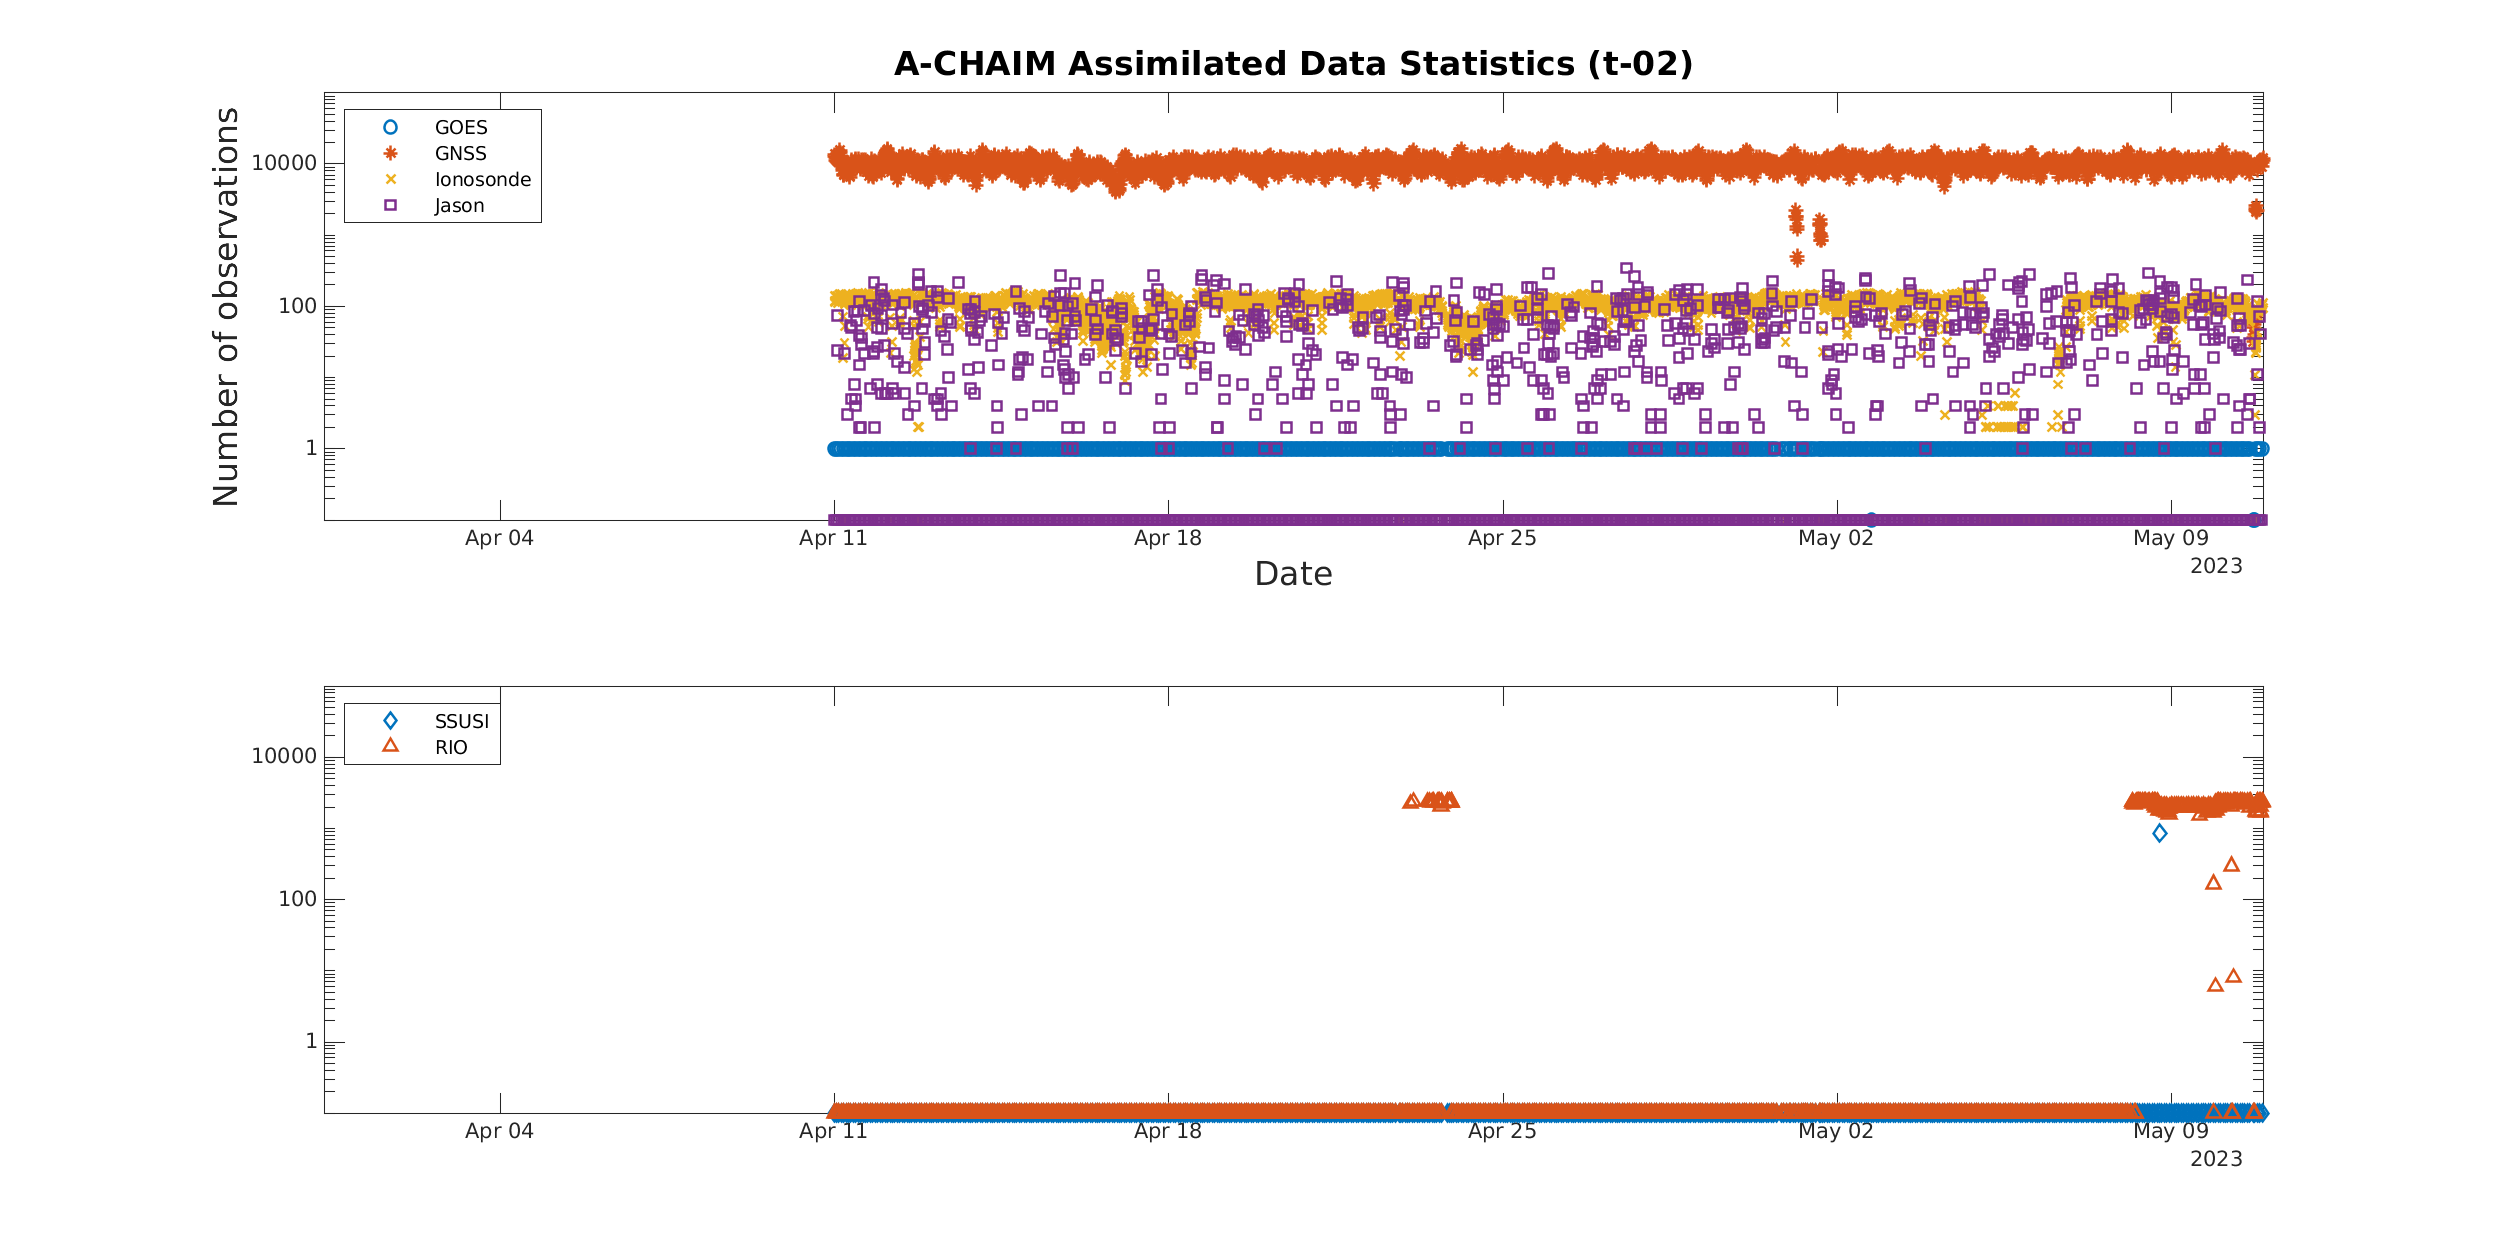 A-CHAIM Assimilated Data Statistics (t-02)
GOES
GNSS
Ionosonde
Jason
Number of observations
10000
100
1
Apr 04 Apr 11 Apr 18 Apr 25 May 02 May 09
2023
Date
SSUSI
RIO
10000
100
1
Apr 04 Apr 11 Apr 18 Apr 25 May 02 May 09
2023